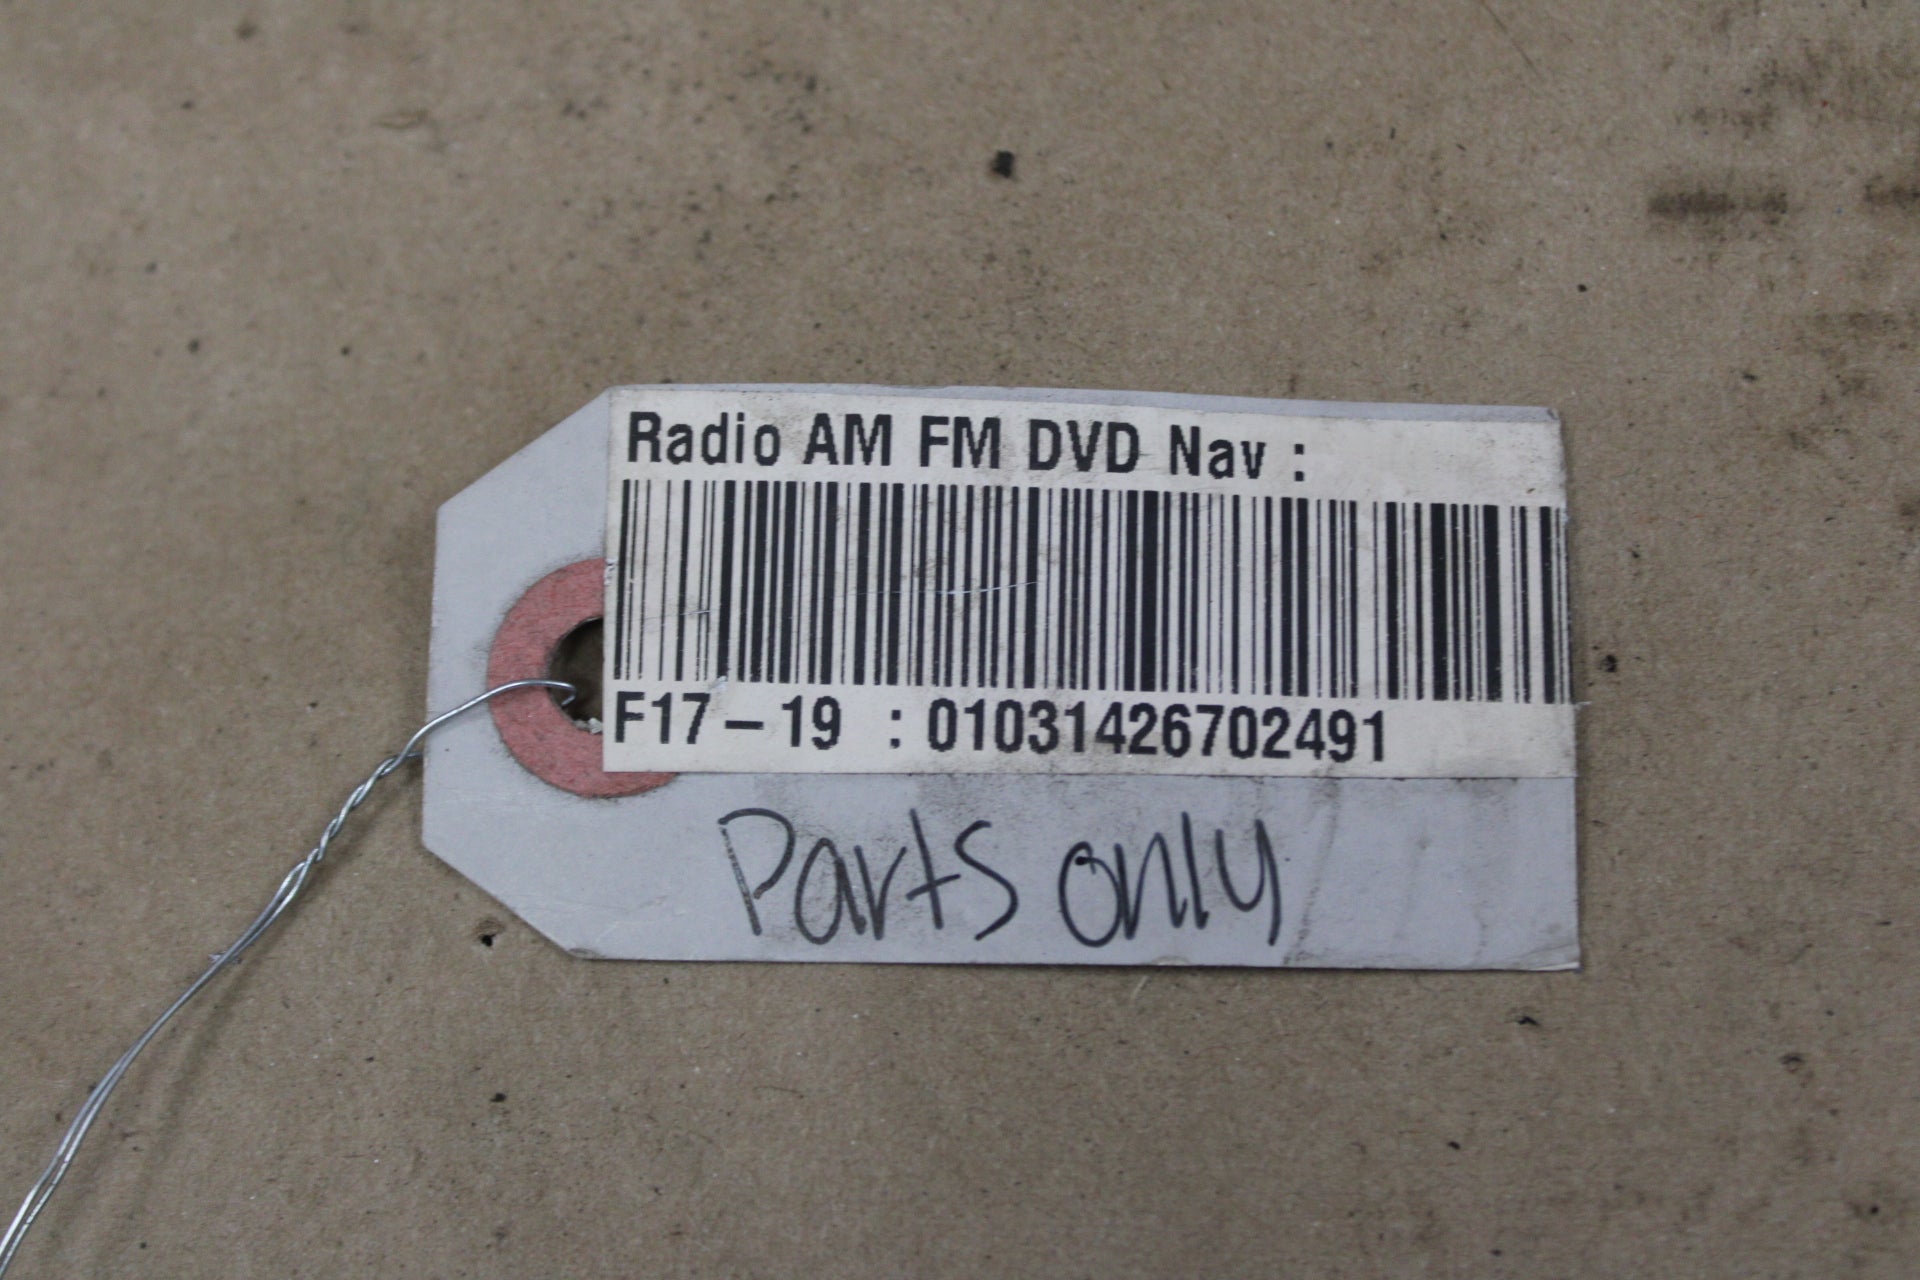 Radio AM FM DVD Nav :
F17-19 : 01031426702491
Parts only